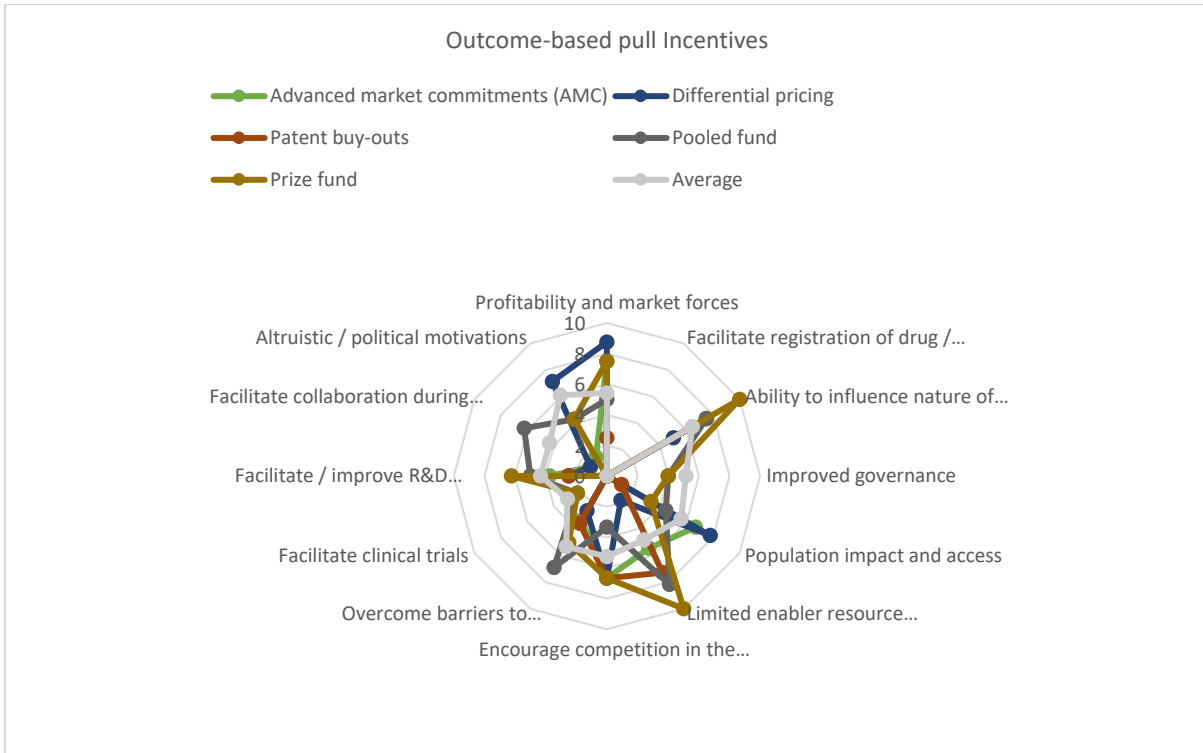 Outcome-based pull Incentives
Advanced market commitments (AMC)
Differential pricing
Patent buy-outs
Pooled fund
Prize fund
Average
Profitability and market forces
Altruistic / political motivations
10
Facilitate registration of drug /...
8
Facilitate collaboration during...
6
Ability to influence nature of...
4
2
Facilitate / improve R&D...
0
Improved governance
Facilitate clinical trials
Population impact and access
Overcome barriers to...
Limited enabler resource...
Encourage competition in the...